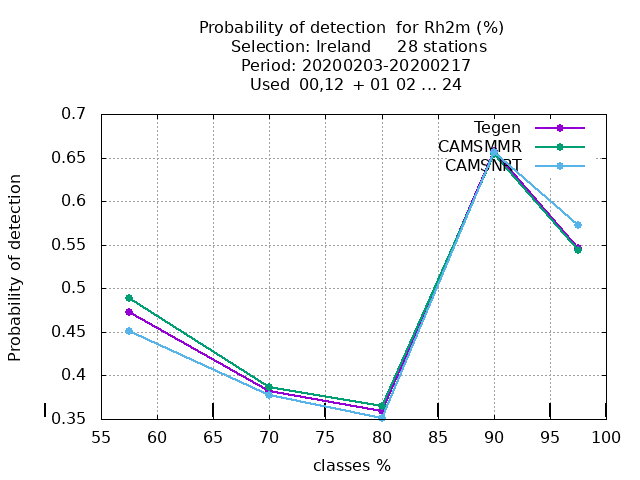 Probability of detection  for Rh2m (%)
Selection: Ireland     28 stations
Period: 20200203-20200217
Used  00,12  + 01 02 ... 24
Tegen
CAMSMMR
CAMSNRT
Probability of detection
0.7
0.65
0.6
0.55
0.5
0.45
0.4
0.35
55 60 65 70 75 80 85 90 95 100
classes %